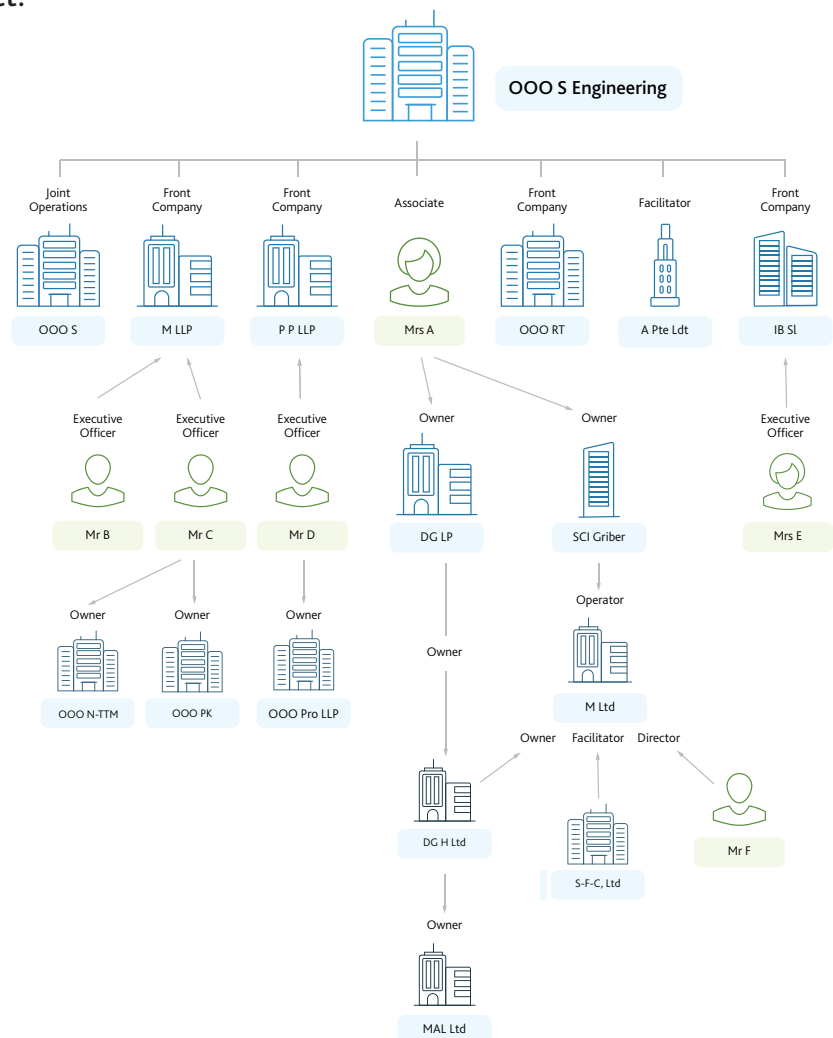 OOO S Engineering
Joint
Operations
Front
Company
Front
Company
Associate
Front
Company
Facilitator
Front
Company
OOO S
M LLP
P P LLP
Mrs A
OOO RT
A Pte Ldt
IB Sl
Executive
Officer
Executive
Officer
Executive
Officer
Owner
Owner
Executive
Officer
Mr B
Mr C
Mr D
DG LP
SCI Griber
Mrs E
Owner
Owner
Owner
Operator
Owner
OOO N-TTM
OOO PK
OOO Pro LLP
M Ltd
Owner
Facilitator
Director
DG H Ltd
S-F-C, Ltd
Mr F
Owner
MAL Ltd